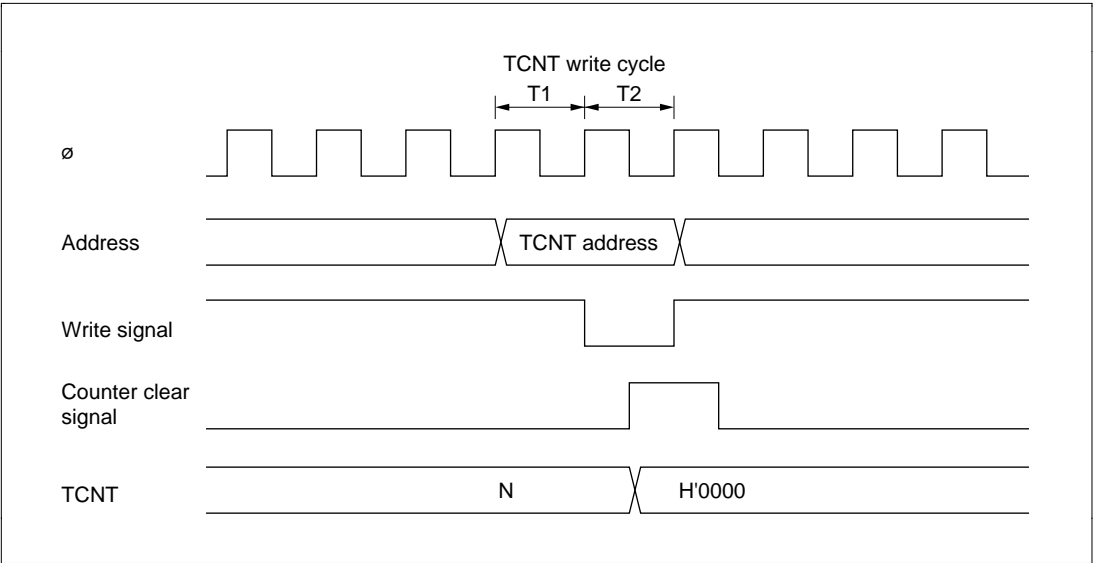 TCNT write cycle
T1 T2
ø
Address
TCNT address
Write signal
Counter clear
signal
TCNT
N
H'0000